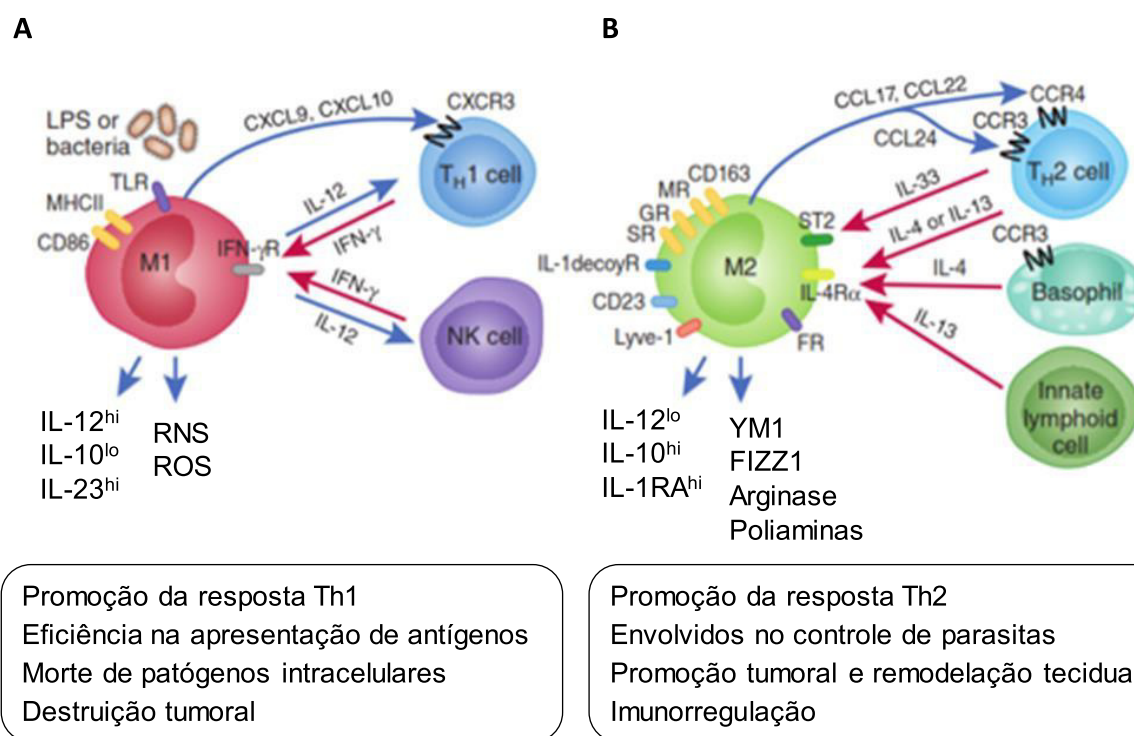 A
LPS or
bacteria
TLR
MHCII
CD86
M1
IFN-γR
CXCL9, CXCL10
CXCR3
TH1 cell
IL-12
IFN-γ
IFN-γ
IL-12
NK cell
IL-12hi
IL-10lo
IL-23hi
RNS
ROS
Promoção da resposta Th1
Eficiência na apresentação de antígenos
Morte de patógenos intracelulares
Destruição tumoral
B
CCL17, CCL22
CCR4
CCR3
CCL24
TH2 cell
CD163
MR
GR
SR
IL-1decoyR
CD23
Lyve-1
M2
ST2
IL-4Rα
FR
IL-33
IL-4 or IL-13
CCR3
IL-4
Basophil
IL-13
Innate
lymphoid
cell
IL-12lo
IL-10hi
IL-1RAhi
YM1
FIZZ1
Arginase
Poliaminas
Promoção da resposta Th2
Envolvidos no controle de parasitas
Promoção tumoral e remodelação tecidua
Imunorregulação